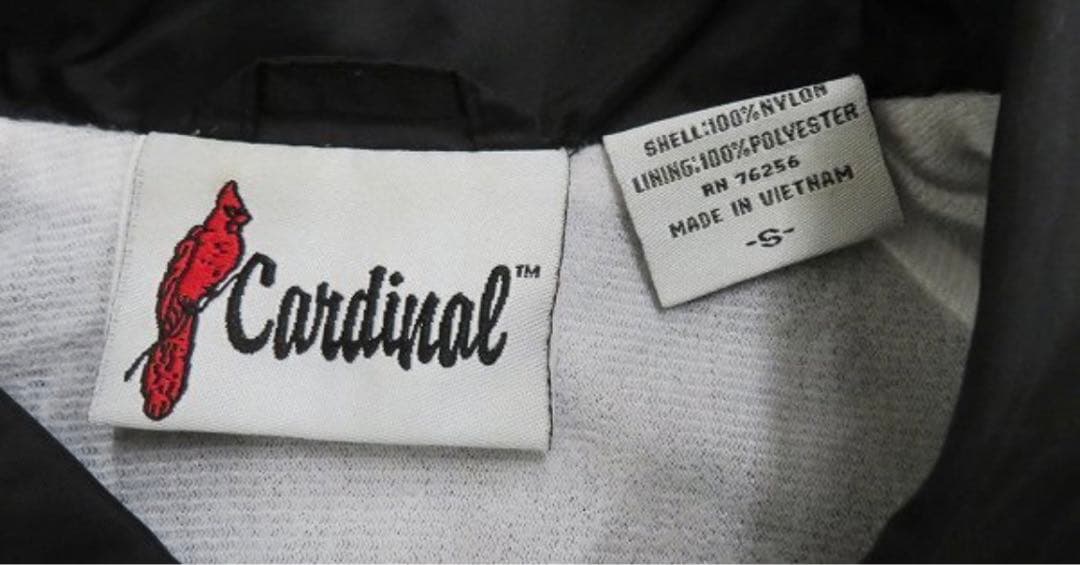 Cardinal™
SHELL:100%NYLON
LINING:100%POLYESTER
RN 76256
MADE IN VIETNAM
-S-